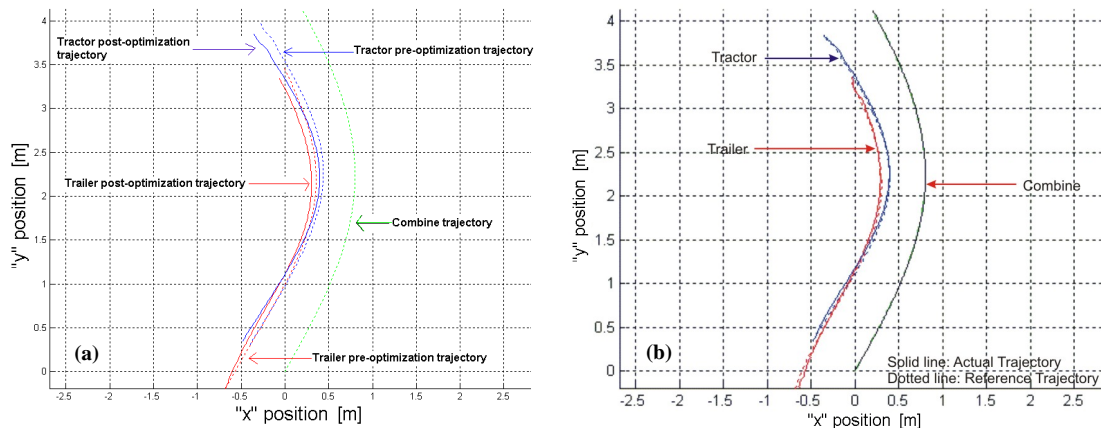 4
3.5
3
2.5
2
1.5
1
0.5
0
"y" position [m]
Tractor post-optimization
trajectory
Tractor pre-optimization trajectory
Trailer post-optimization trajectory
Combine trajectory
Trailer pre-optimization trajectory
(a)
-2.5 -2 -1.5 -1 -0.5 0 0.5 1 1.5 2 2.5
"x" position [m]
4
3.5
3
2.5
2
1.5
1
0.5
0
"y" position [m]
Tractor
Trailer
Combine
(b)
Solid line: Actual Trajectory
Dotted line: Reference Trajectory
-2.5 -2 -1.5 -1 -0.5 0 0.5 1 1.5 2 2.5
"x" position [m]